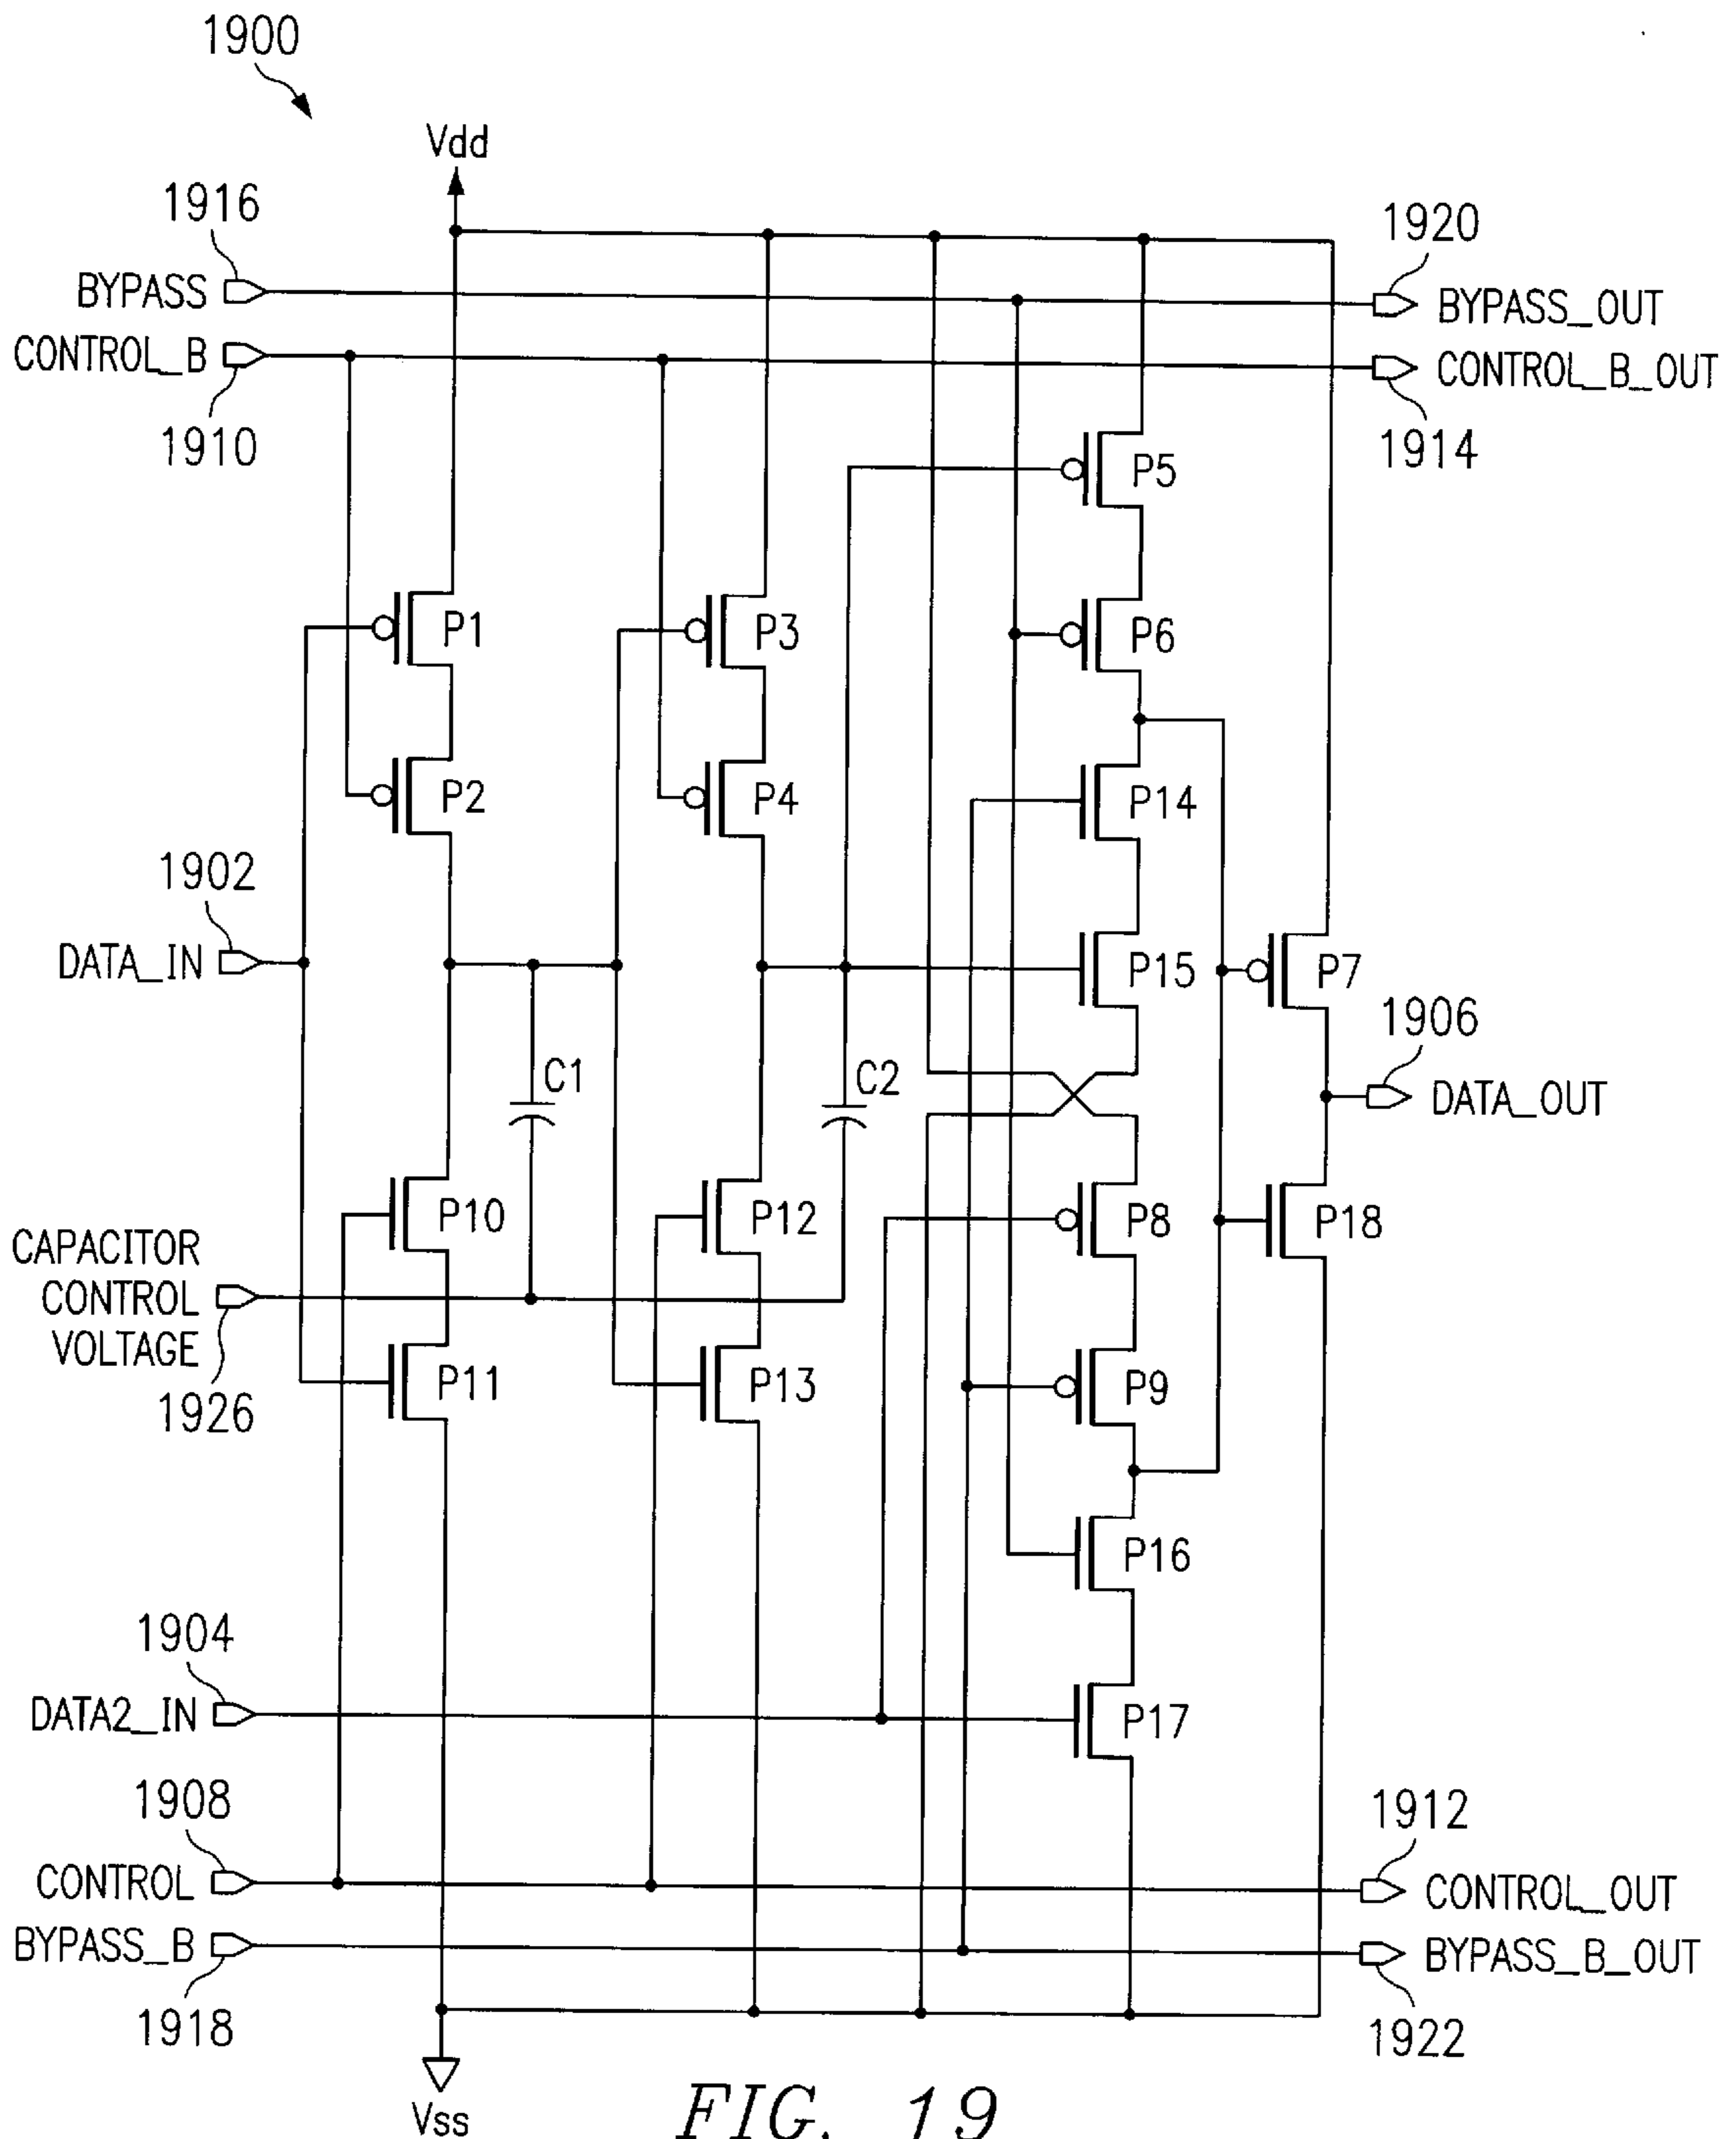 1900
Vdd
1916
1920
BYPASS
BYPASS_OUT
CONTROL_B
CONTROL_B_OUT
1910
1914
P5
P1
P3
P6
P2
P4
P14
1902
DATA_IN
P15
P7
1906
C1
C2
DATA_OUT
P10
P12
P8
P18
CAPACITOR
CONTROL
VOLTAGE
1926
P11
P13
P9
P16
1904
DATA2_IN
P17
1908
1912
CONTROL
CONTROL_OUT
BYPASS_B
BYPASS_B_OUT
1918
1922
Vss
FIG. 19